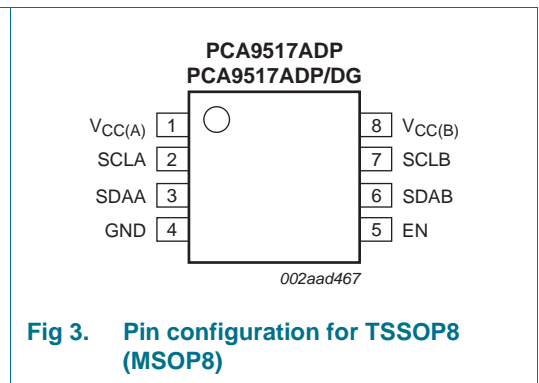 PCA9517ADP
PCA9517ADP/DG
VCC(A) 1 8 VCC(B)
SCLA 2 7 SCLB
SDAA 3 6 SDAB
GND 4 5 EN
002aad467
Fig 3. Pin configuration for TSSOP8
(MSOP8)